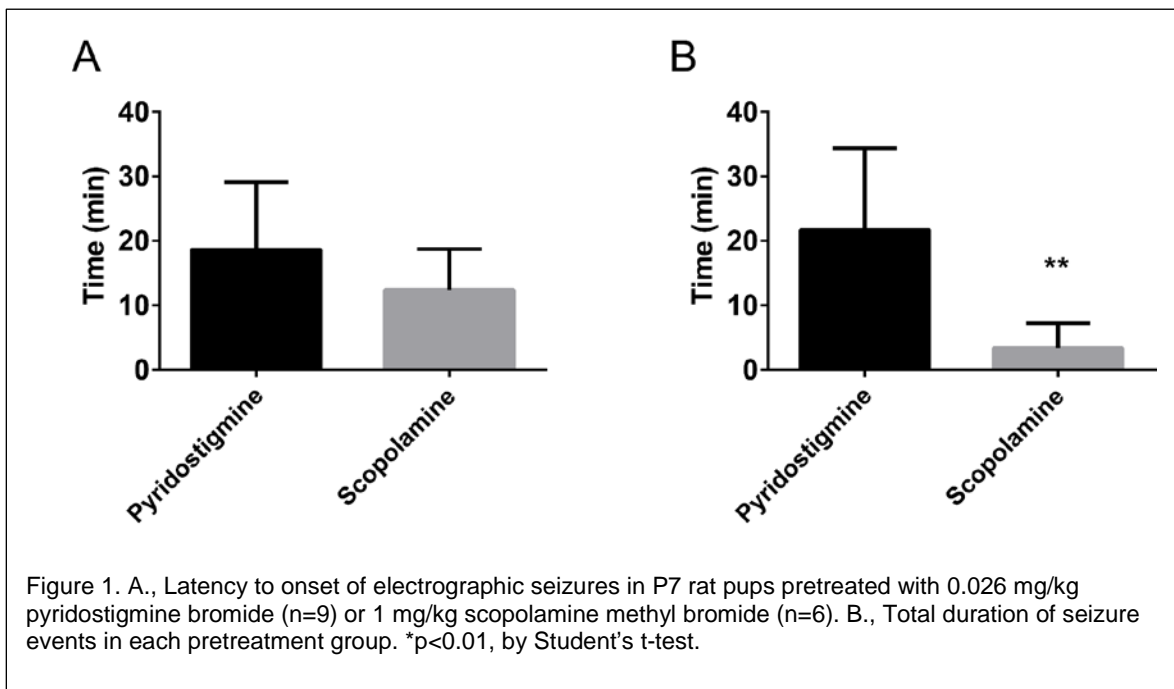 A
B
40
30
20
10
0
Time (min)
Pyridostigmine
Scopolamine
40
30
20
10
0
Time (min)
**
Pyridostigmine
Scopolamine
Figure 1. A., Latency to onset of electrographic seizures in P7 rat pups pretreated with 0.026 mg/kg
pyridostigmine bromide (n=9) or 1 mg/kg scopolamine methyl bromide (n=6). B., Total duration of seizure
events in each pretreatment group. *p<0.01, by Student's t-test.